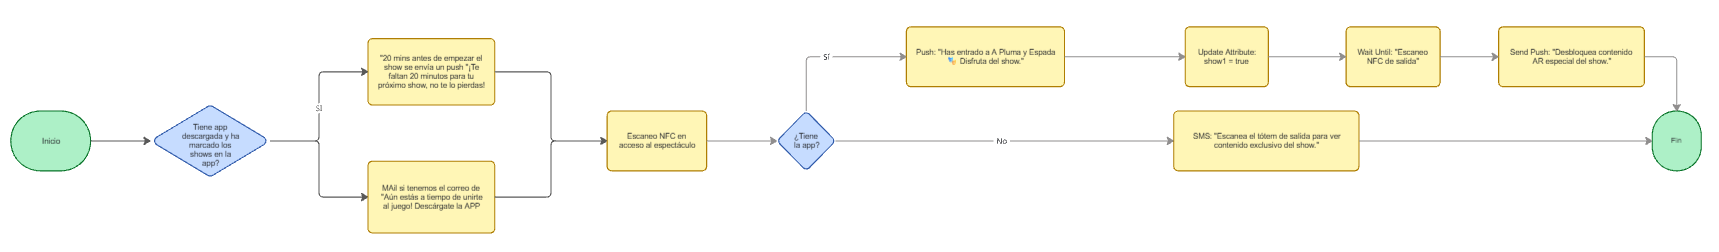 Inicio
Tiene app
descargada y ha
marcado los
shows en la
app?
Sí
"20 mins antes de empezar el
show se envía un push "¡Te
faltan 20 minutos para tu
próximo show, no te lo pierdas!
MAil si tenemos el correo de
"Aún estás a tiempo de unirte
al juego! Descárgate la APP
Escaneo NFC en
acceso al espectáculo
¿Tiene
la app?
Sí
Push: "Has entrado a A Pluma y Espada
🎭 Disfruta del show."
Update Attribute:
show1 = true
Wait Until: "Escaneo
NFC de salida"
Send Push: "Desbloquea contenido
AR especial del show."
No
SMS: "Escanea el tótem de salida para ver
contenido exclusivo del show."
Fin